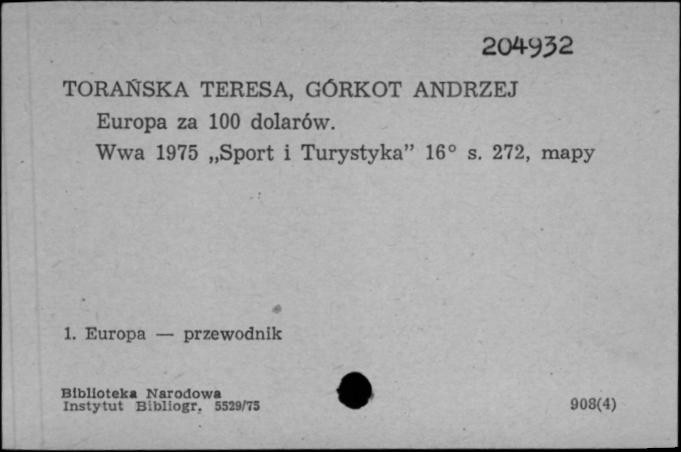 204932
TORAŃSKA TERESA, GÓRKOT ANDRZEJ
Europa za 100 dolarów.
Wwa 1975 „Sport i Turystyka” 16° s. 272, mapy
1. Europa — przewodnik
Biblioteka Narodowa
Instytut Bibliogr. 5529/75
908(4)